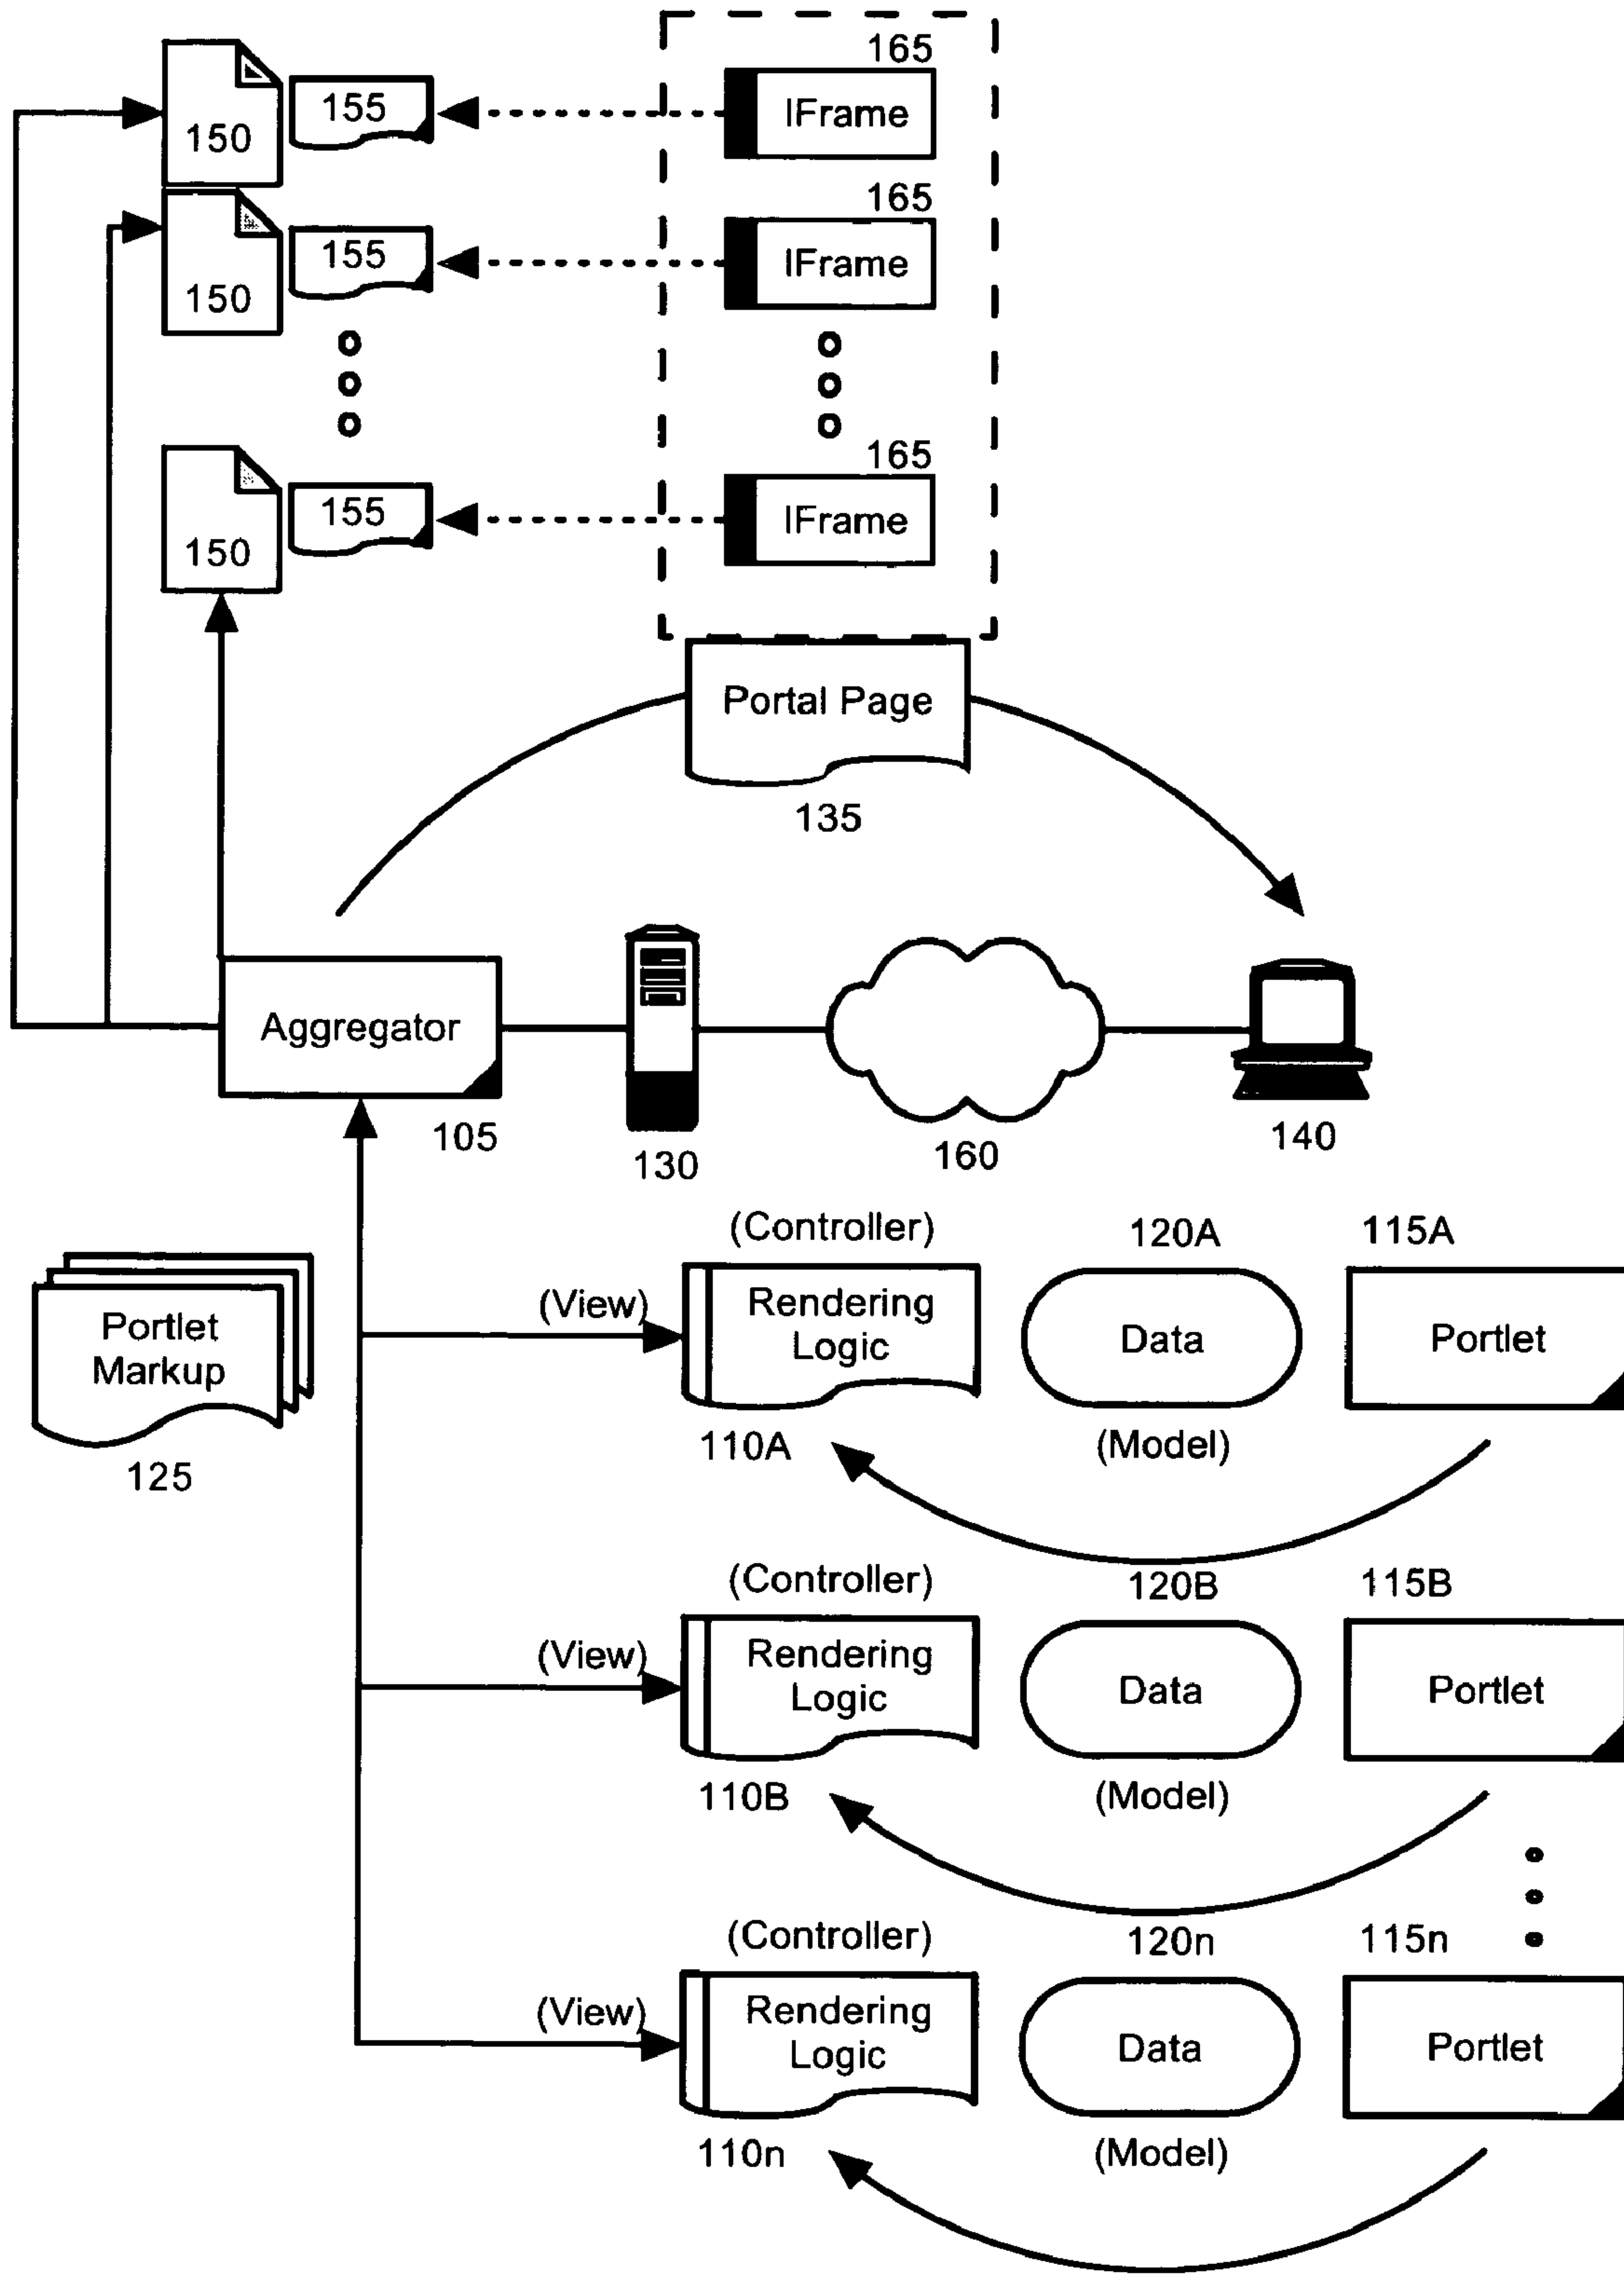 165
155
IFrame
150
165
155
IFrame
150
165
155
IFrame
150
Portal Page
135
Aggregator
105
130
160
140
(Controller)
120A
115A
(View)
Rendering
Logic
Data
Portlet
Portlet
Markup
110A
(Model)
125
(Controller)
120B
115B
(View)
Rendering
Logic
Data
Portlet
110B
(Model)
(Controller)
120n
115n
(View)
Rendering
Logic
Data
Portlet
110n
(Model)